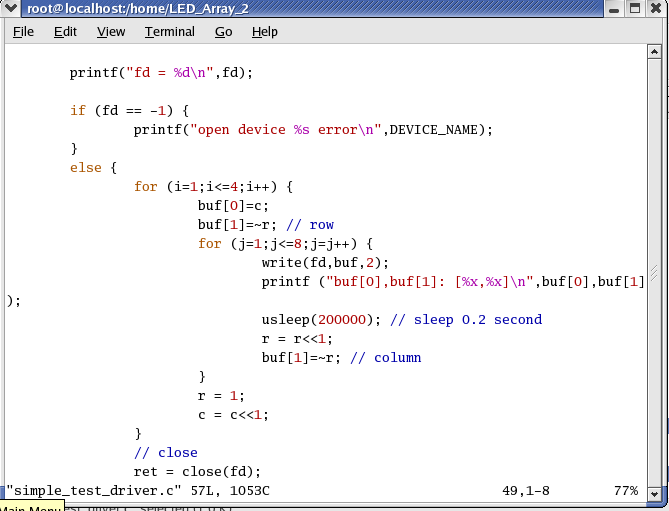 root@localhost:/home/LED_Array_2
File Edit View Terminal Go Help
printf("fd = %d\n",fd);
if (fd == -1) {
printf("open device %s error\n",DEVICE_NAME);
}
else {
for (i=1;i<=4;i++) {
buf[0]=c;
buf[1]=~r; // row
for (j=1;j<=8;j=j++) {
write(fd,buf,2);
printf ("buf[0],buf[1]: [%x,%x]\n",buf[0],buf[1]
);
usleep(200000); // sleep 0.2 second
r = r<<1;
buf[1]=~r; // column
}
r = 1;
c = c<<1;
}
// close
ret = close(fd);
"simple_test_driver.c" 57L, 1053C 49,1-8 77%
Main Menu